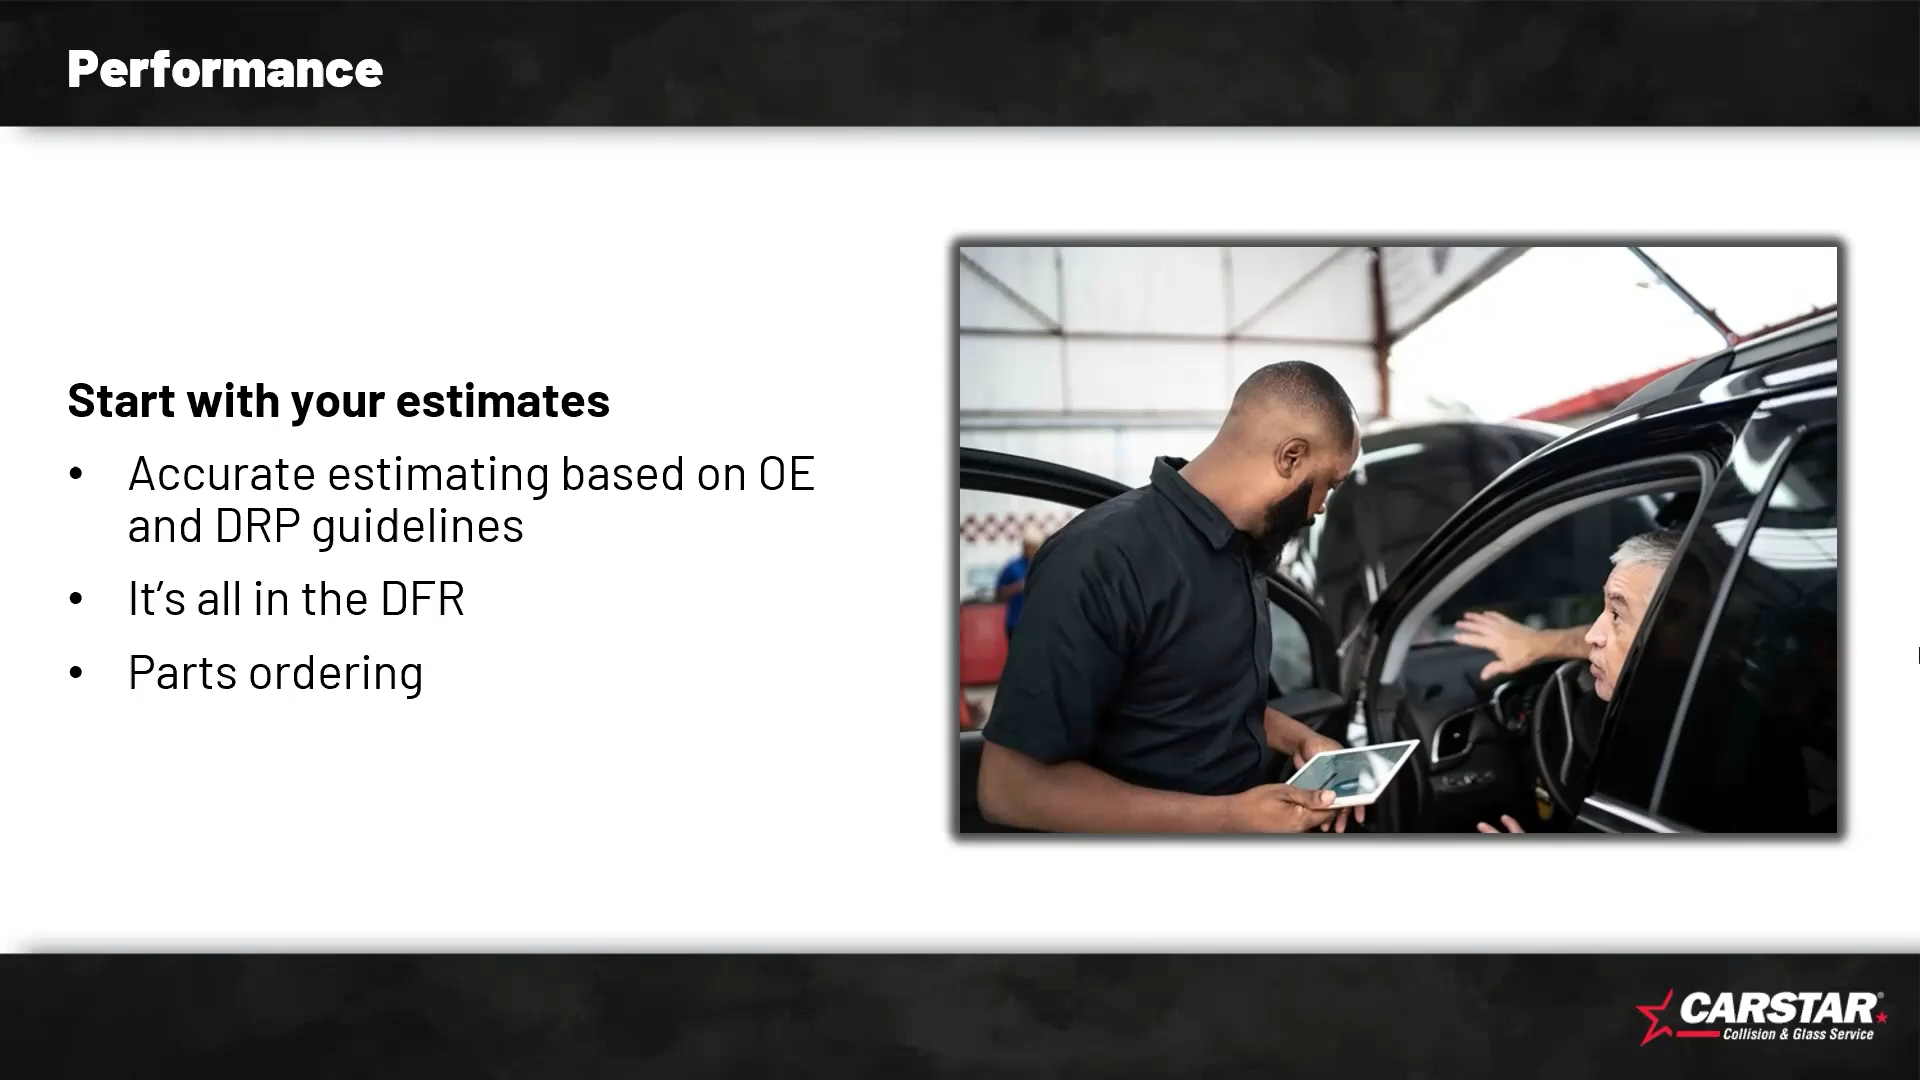 Performance
Start with your estimates
• Accurate estimating based on OE
and DRP guidelines
• It’s all in the DFR
• Parts ordering
CARSTAR®
Collision & Glass Service